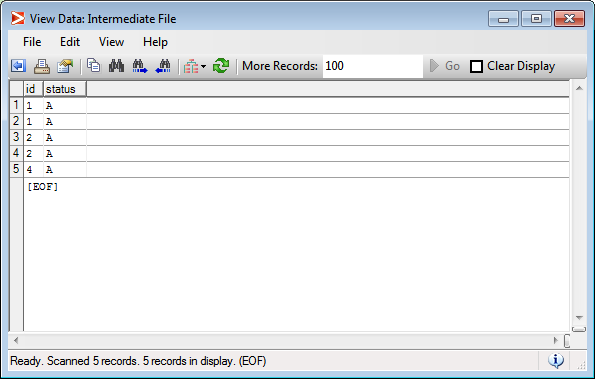 View Data: Intermediate File
File Edit View Help
More Records: 100 Go Clear Display
id status
1 1 A
2 1 A
3 2 A
4 2 A
5 4 A
[EOF]
Ready. Scanned 5 records. 5 records in display. (EOF)